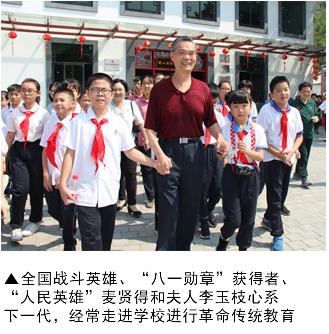 ▲全国战斗英雄、“八一勋章”获得者、
“人民英雄”麦贤得和夫人李玉枝心系
下一代，经常走进学校进行革命传统教育